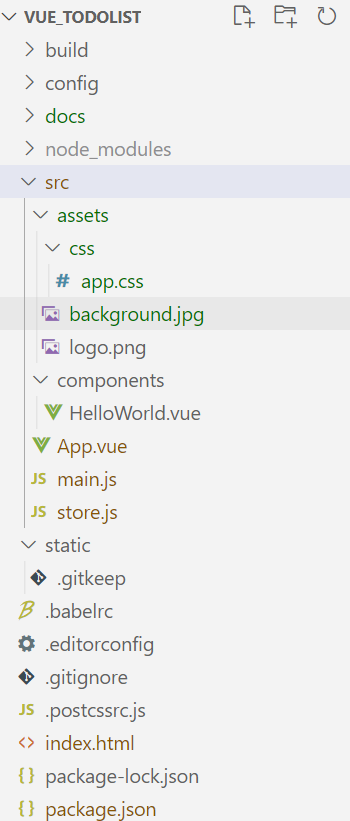 VUE_TODOLIST
build
config
docs
node_modules
src
assets
css
# app.css
background.jpg
logo.png
components
HelloWorld.vue
App.vue
JS main.js
JS store.js
static
.gitkeep
.babelrc
.editorconfig
.gitignore
JS .postcssrc.js
<> index.html
{ } package-lock.json
{ } package.json